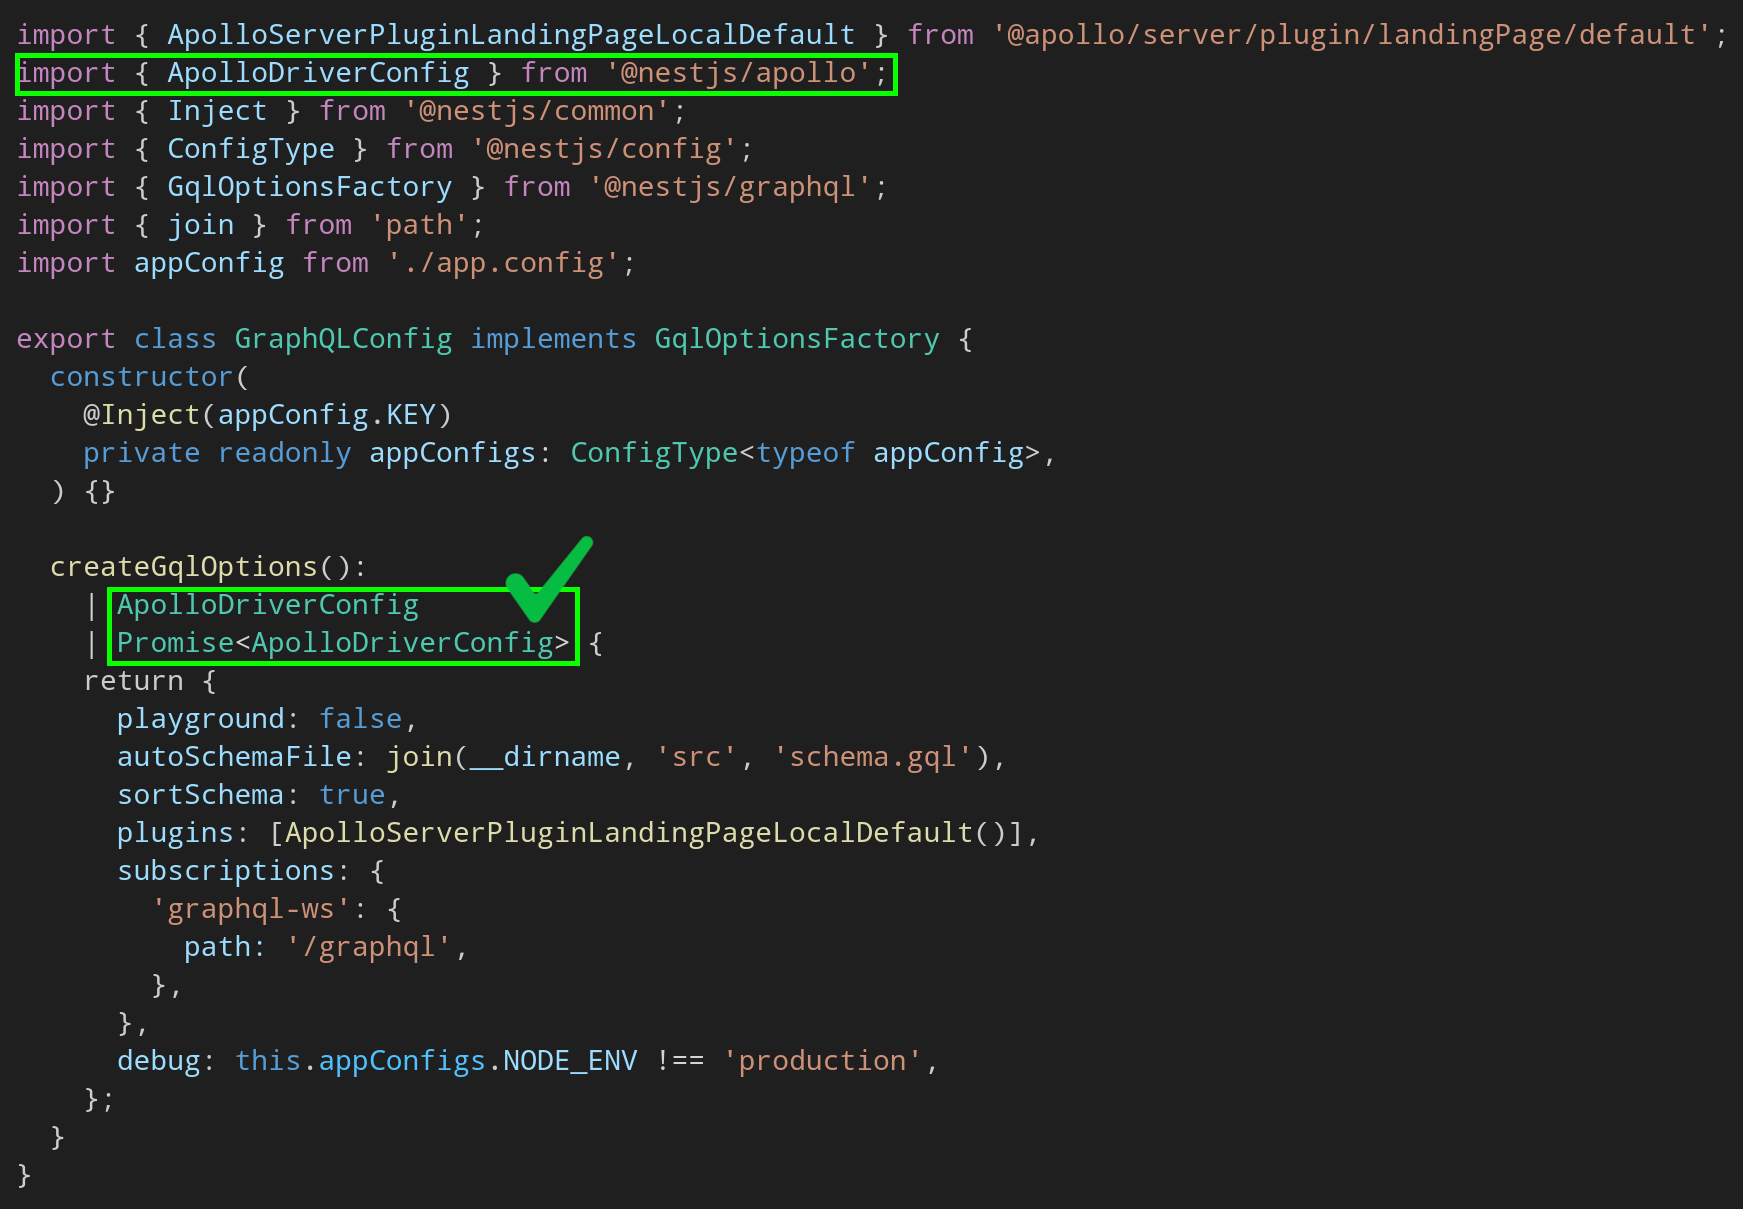 import { ApolloServerPluginLandingPageLocalDefault } from '@apollo/server/plugin/landingPage/default';
import { ApolloDriverConfig } from '@nestjs/apollo';
import { Inject } from '@nestjs/common';
import { ConfigType } from '@nestjs/config';
import { GqlOptionsFactory } from '@nestjs/graphql';
import { join } from 'path';
import appConfig from './app.config';

export class GraphQLConfig implements GqlOptionsFactory {
  constructor(
    @Inject(appConfig.KEY)
    private readonly appConfigs: ConfigType<typeof appConfig>,
  ) {}

  createGqlOptions():
    | ApolloDriverConfig
    | Promise<ApolloDriverConfig> {
    return {
      playground: false,
      autoSchemaFile: join(__dirname, 'src', 'schema.gql'),
      sortSchema: true,
      plugins: [ApolloServerPluginLandingPageLocalDefault()],
      subscriptions: {
        'graphql-ws': {
          path: '/graphql',
        },
      },
      debug: this.appConfigs.NODE_ENV !== 'production',
    };
  }
}